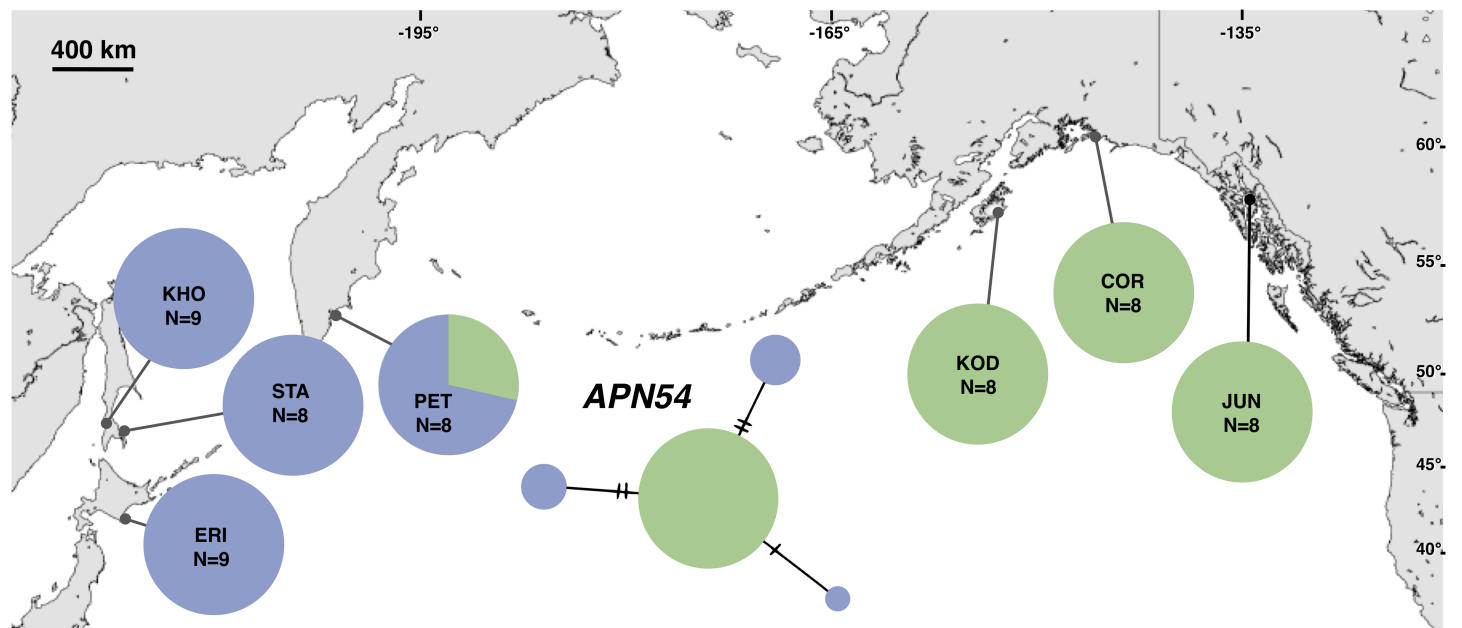 400 km
-195°
-165°
-135°
60°
55°
50°
45°
40°
KHO
N=9
STA
N=8
PET
N=8
ERI
N=9
APN54
KOD
N=8
COR
N=8
JUN
N=8